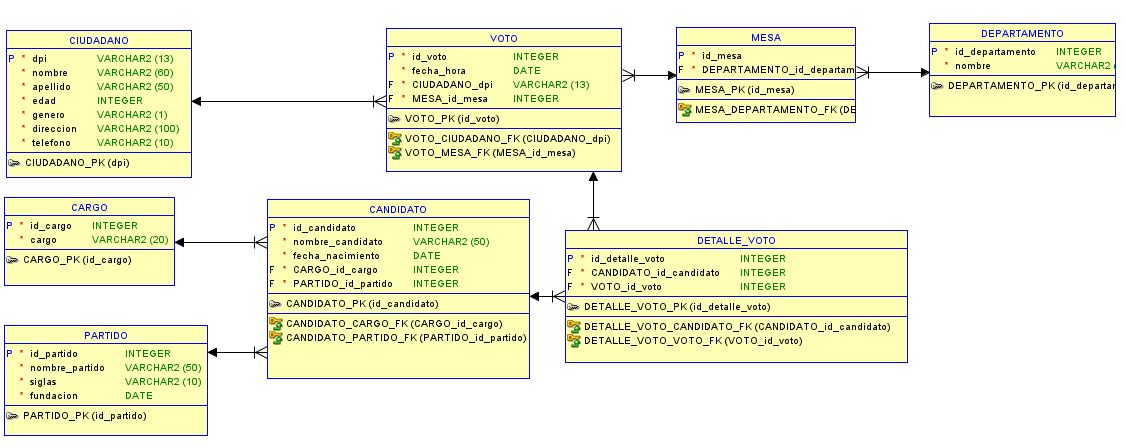 CIUDADANO
P * dpi VARCHAR2 (13)
* nombre VARCHAR2 (60)
* apellido VARCHAR2 (50)
* edad INTEGER
* genero VARCHAR2 (1)
* direccion VARCHAR2 (100)
* telefono VARCHAR2 (10)
CIUDADANO_PK (dpi)
VOTO
P * id_voto INTEGER
* fecha_hora DATE
F * CIUDADANO_dpi VARCHAR2 (13)
F * MESA_id_mesa INTEGER
VOTO_PK (id_voto)
VOTO_CIUDADANO_FK (CIUDADANO_dpi)
VOTO_MESA_FK (MESA_id_mesa)
MESA
P * id_mesa
F * DEPARTAMENTO_id_departam
MESA_PK (id_mesa)
MESA_DEPARTAMENTO_FK (DE
DEPARTAMENTO
P * id_departamento INTEGER
* nombre VARCHAR2 (
DEPARTAMENTO_PK (id_departam
CARGO
P * id_cargo INTEGER
* cargo VARCHAR2 (20)
CARGO_PK (id_cargo)
CANDIDATO
P * id_candidato INTEGER
* nombre_candidato VARCHAR2 (50)
* fecha_nacimiento DATE
F * CARGO_id_cargo INTEGER
F * PARTIDO_id_partido INTEGER
CANDIDATO_PK (id_candidato)
CANDIDATO_CARGO_FK (CARGO_id_cargo)
CANDIDATO_PARTIDO_FK (PARTIDO_id_partido)
DETALLE_VOTO
P * id_detalle_voto INTEGER
F * CANDIDATO_id_candidato INTEGER
F * VOTO_id_voto INTEGER
DETALLE_VOTO_PK (id_detalle_voto)
DETALLE_VOTO_CANDIDATO_FK (CANDIDATO_id_candidato)
DETALLE_VOTO_VOTO_FK (VOTO_id_voto)
PARTIDO
P * id_partido INTEGER
* nombre_partido VARCHAR2 (50)
* siglas VARCHAR2 (10)
* fundacion DATE
PARTIDO_PK (id_partido)